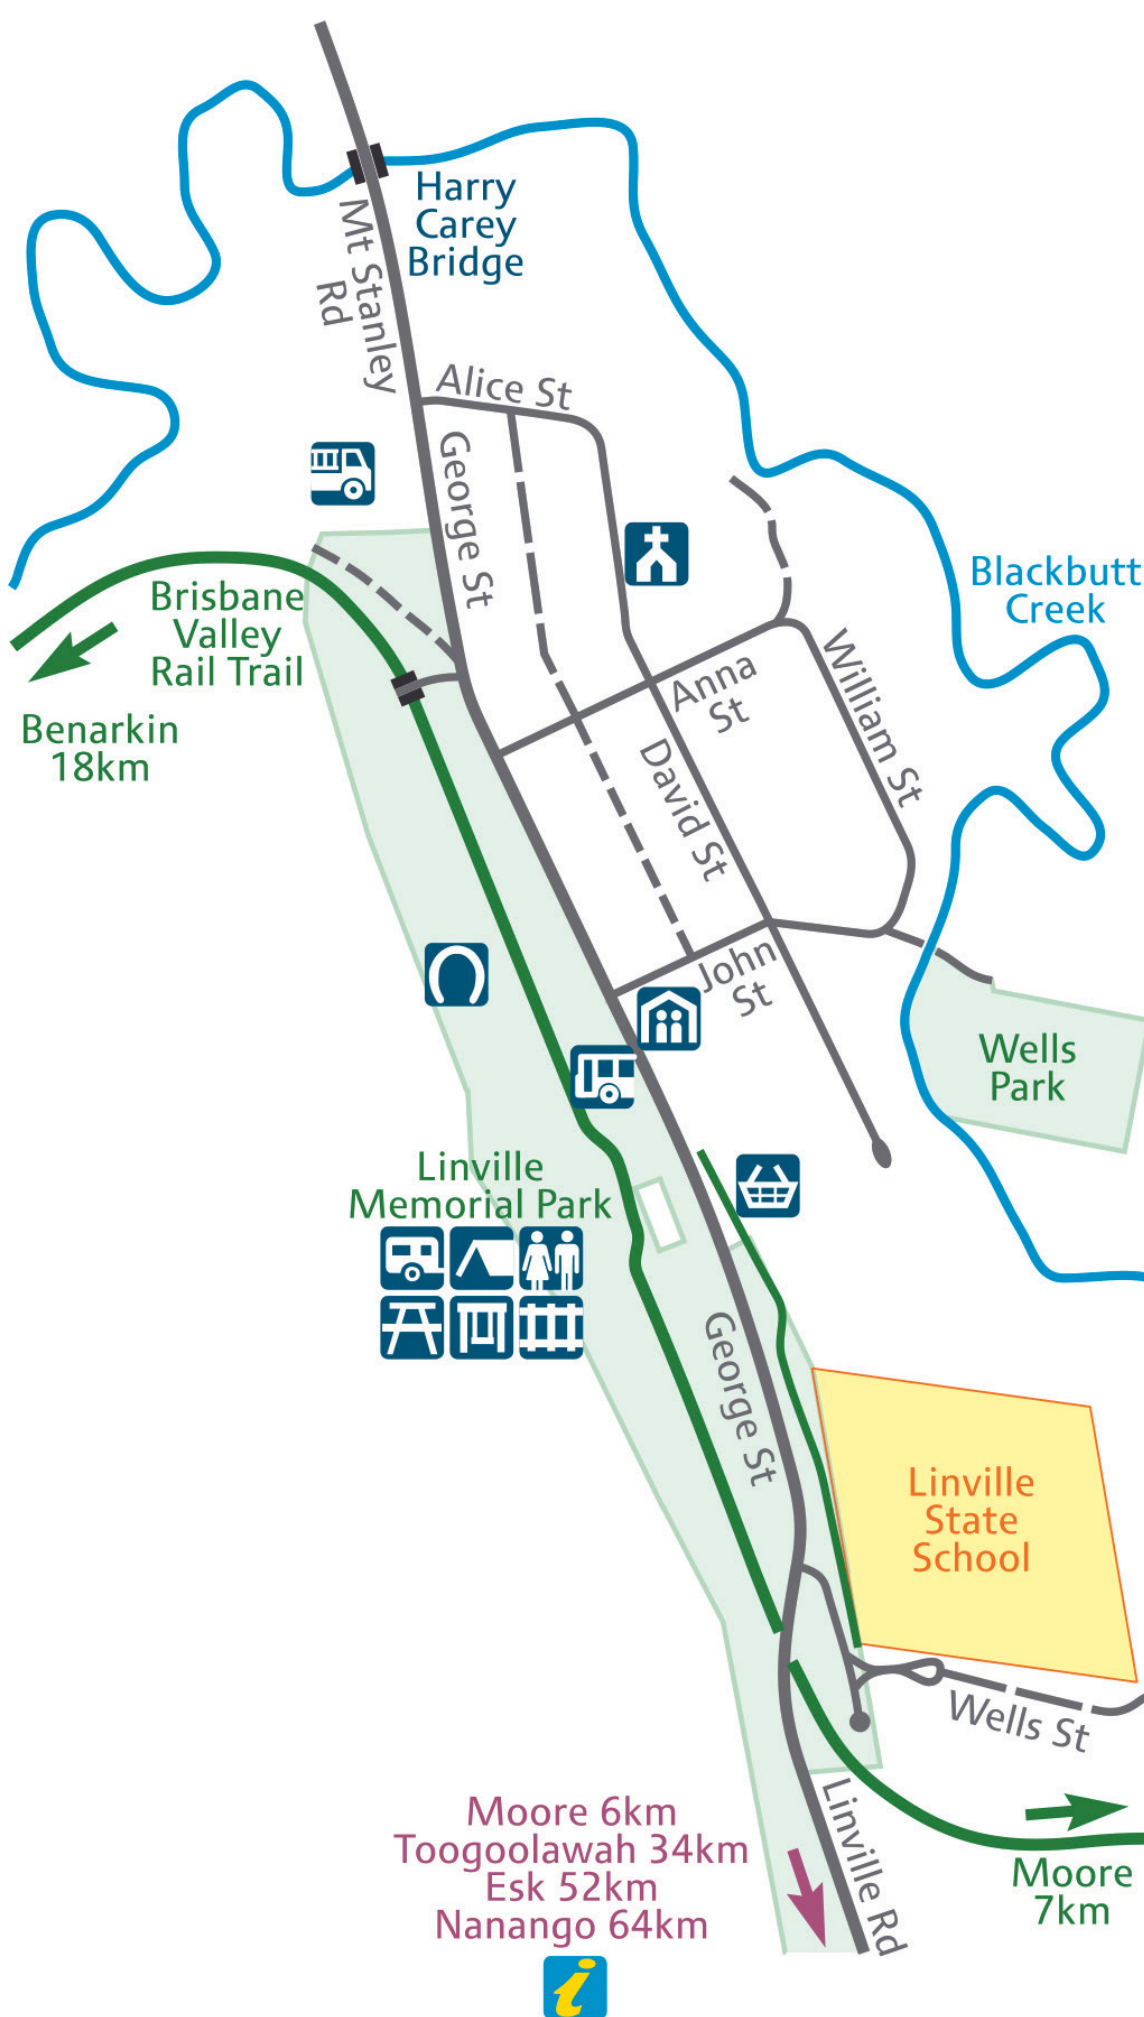 Harry
Carey
Bridge
Mt Stanley
Rd
Alice St
George St
Blackbutt
Creek
Brisbane
Valley
Rail Trail
Benarkin
18km
Anna
St
William St
David St
John
St
Wells
Park
Linville
Memorial Park
George St
Linville
State
School
Wells St
Moore 6km
Toogoolawah 34km
Esk 52km
Nanango 64km
i
Linville Rd
Moore
7km